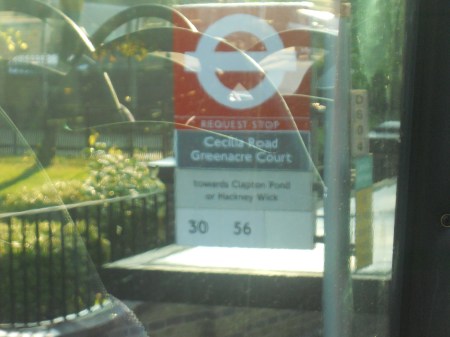 REQUEST STOP
Cecilia Road
Greenacre Court
towards Clapton Pond
or Hackney Wick
30 56